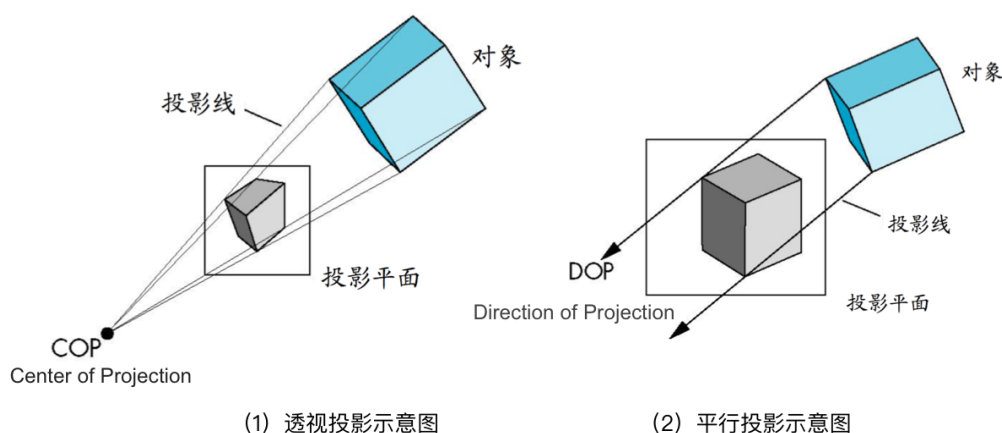 对象
投影线
投影平面
COP
Center of Projection
(1) 透视投影示意图
对象
投影线
DOP
Direction of Projection
投影平面
(2) 平行投影示意图